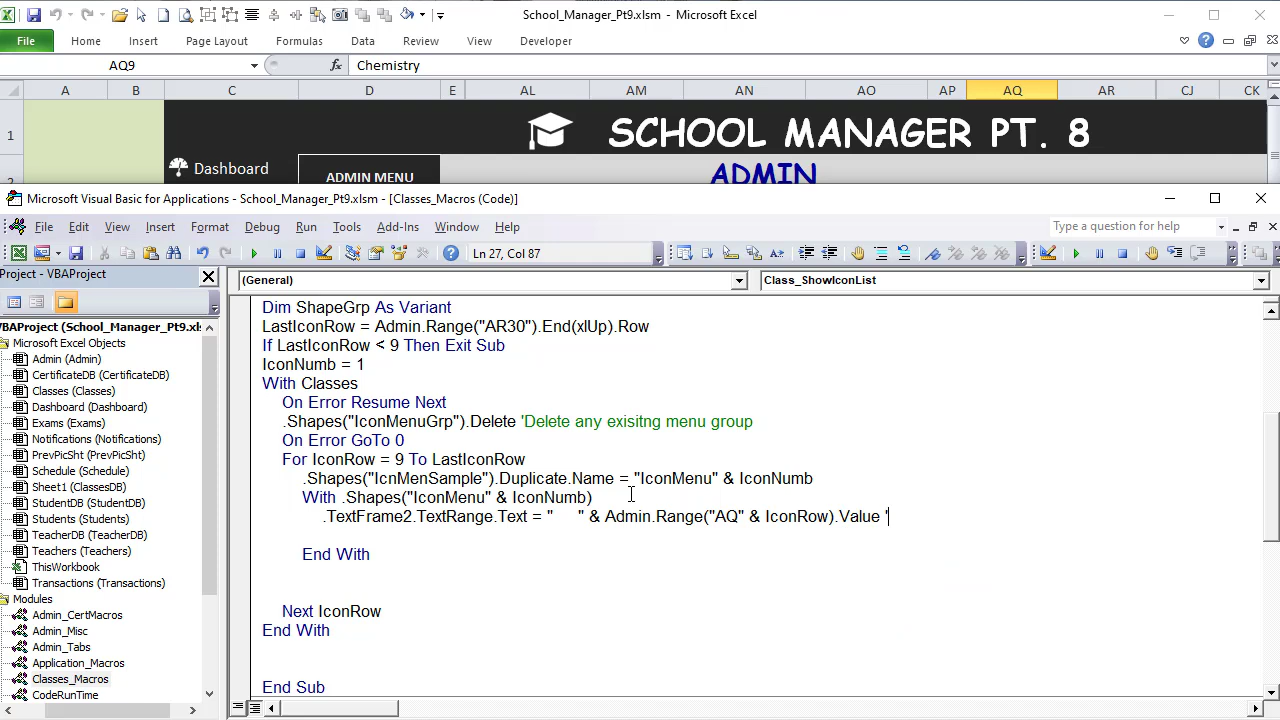 School_Manager_Pt9.xlsm - Microsoft Excel
File Home Insert Page Layout Formulas Data Review View Developer
AQ9 fx Chemistry
A B C D E AL AM AN AO AP AQ AR CJ CK
1 SCHOOL MANAGER PT. 8
Dashboard
2 ADMIN MENU ADMIN
Microsoft Visual Basic for Applications - School_Manager_Pt9.xlsm - [Classes_Macros (Code)]
File Edit View Insert Format Debug Run Tools Add-Ins Window Help Type a question for help
Ln 27, Col 87
Project - VBAProject
(General) Class_ShowIconList
VBAProject (School_Manager_Pt9.xls
Microsoft Excel Objects
Admin (Admin)
CertificateDB (CertificateDB)
Classes (Classes)
Dashboard (Dashboard)
Exams (Exams)
Notifications (Notifications)
PrevPicSht (PrevPicSht)
Schedule (Schedule)
Sheet1 (ClassesDB)
StudentDB (StudentDB)
Students (Students)
TeacherDB (TeacherDB)
Teachers (Teachers)
ThisWorkbook
Transactions (Transactions)
Modules
Admin_CertMacros
Admin_Misc
Admin_Tabs
Application_Macros
Classes_Macros
CodeRunTime
Dim ShapeGrp As Variant
LastIconRow = Admin.Range("AR30").End(xlUp).Row
If LastIconRow < 9 Then Exit Sub
IconNumb = 1
With Classes
On Error Resume Next
.Shapes("IconMenuGrp").Delete 'Delete any exisitng menu group
On Error GoTo 0
For IconRow = 9 To LastIconRow
.Shapes("IcnMenSample").Duplicate.Name = "IconMenu" & IconNumb
With .Shapes("IconMenu" & IconNumb)
.TextFrame2.TextRange.Text = "      " & Admin.Range("AQ" & IconRow).Value '
End With
Next IconRow
End With
End Sub